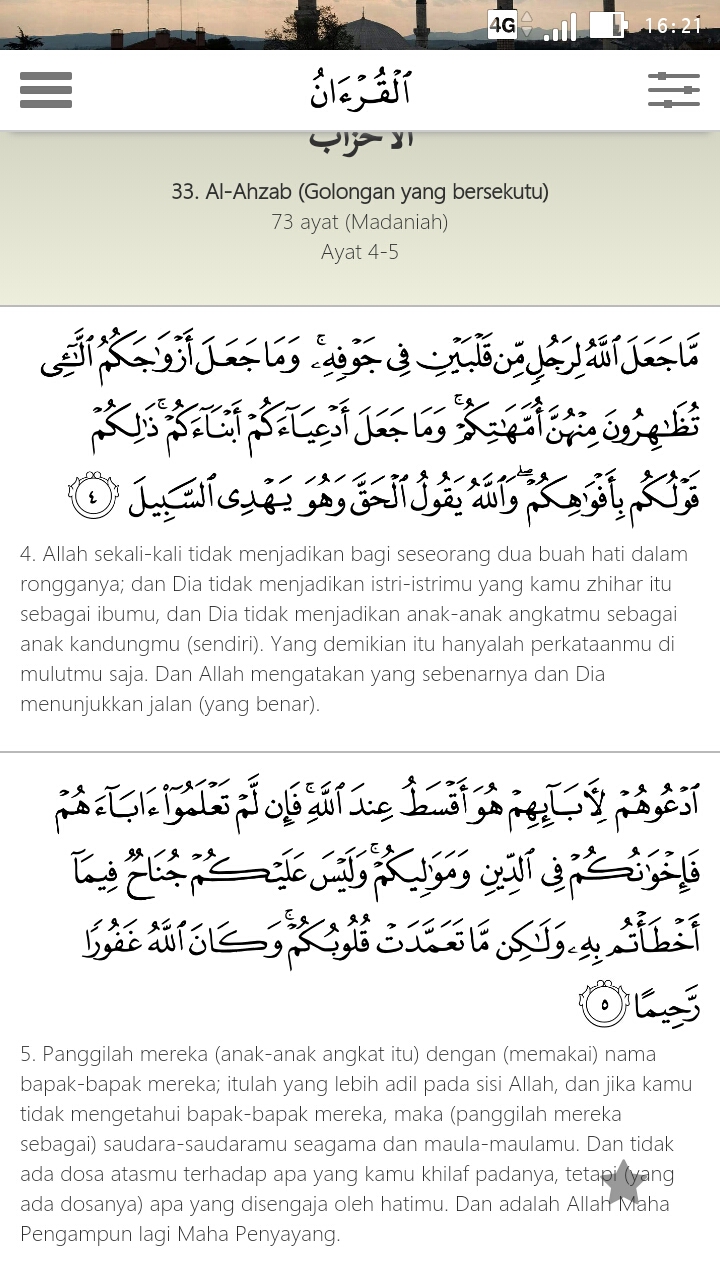 4G 16:21
ٱلْقُرْءَانُ
الأحزاب
33. Al-Ahzab (Golongan yang bersekutu)
73 ayat (Madaniah)
Ayat 4-5
مَّا جَعَلَ ٱللَّهُ لِرَجُلٍ مِّن قَلْبَيْنِ فِى جَوْفِهِۦ ۚ وَمَا جَعَلَ أَزْوَٰجَكُمُ ٱلَّٰٓـِٔى
تُظَٰهِرُونَ مِنْهُنَّ أُمَّهَٰتِكُمْ ۚ وَمَا جَعَلَ أَدْعِيَآءَكُمْ أَبْنَآءَكُمْ ۚ ذَٰلِكُمْ
قَوْلُكُم بِأَفْوَٰهِكُمْ ۖ وَٱللَّهُ يَقُولُ ٱلْحَقَّ وَهُوَ يَهْدِى ٱلسَّبِيلَ ٤
4. Allah sekali-kali tidak menjadikan bagi seseorang dua buah hati dalam
rongganya; dan Dia tidak menjadikan istri-istrimu yang kamu zhihar itu
sebagai ibumu, dan Dia tidak menjadikan anak-anak angkatmu sebagai
anak kandungmu (sendiri). Yang demikian itu hanyalah perkataanmu di
mulutmu saja. Dan Allah mengatakan yang sebenarnya dan Dia
menunjukkan jalan (yang benar).
ٱدْعُوهُمْ لِءَابَآئِهِمْ هُوَ أَقْسَطُ عِندَ ٱللَّهِ ۚ فَإِن لَّمْ تَعْلَمُوٓا۟ ءَابَآءَهُمْ
فَإِخْوَٰنُكُمْ فِى ٱلدِّينِ وَمَوَٰلِيكُمْ ۚ وَلَيْسَ عَلَيْكُمْ جُنَاحٌ فِيمَآ
أَخْطَأْتُم بِهِۦ وَلَٰكِن مَّا تَعَمَّدَتْ قُلُوبُكُمْ ۚ وَكَانَ ٱللَّهُ غَفُورًا
رَّحِيمًا ٥
5. Panggilah mereka (anak-anak angkat itu) dengan (memakai) nama
bapak-bapak mereka; itulah yang lebih adil pada sisi Allah, dan jika kamu
tidak mengetahui bapak-bapak mereka, maka (panggilah mereka
sebagai) saudara-saudaramu seagama dan maula-maulamu. Dan tidak
ada dosa atasmu terhadap apa yang kamu khilaf padanya, tetapi (yang
ada dosanya) apa yang disengaja oleh hatimu. Dan adalah Allah Maha
Pengampun lagi Maha Penyayang.